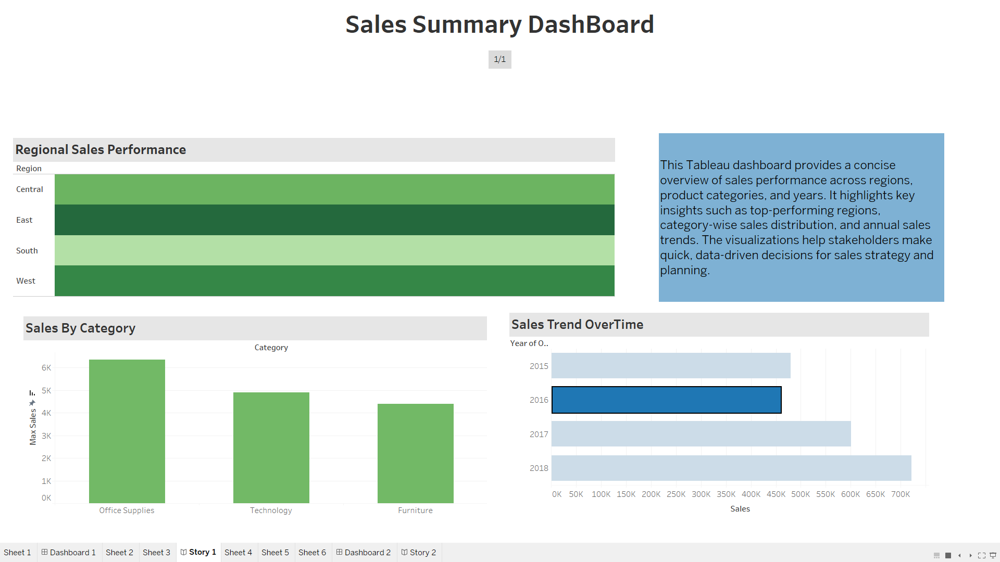 Sales Summary DashBoard
1/1
Regional Sales Performance
Region
Central
East
South
West
This Tableau dashboard provides a concise
overview of sales performance across regions,
product categories, and years. It highlights key
insights such as top-performing regions,
category-wise sales distribution, and annual sales
trends. The visualizations help stakeholders make
quick, data-driven decisions for sales strategy and
planning.
Sales By Category
Category
Max Sales
6K
5K
4K
3K
2K
1K
0K
Office Supplies Technology Furniture
Sales Trend OverTime
Year of O..
2015
2016
2017
2018
0K 50K 100K 150K 200K 250K 300K 350K 400K 450K 500K 550K 600K 650K 700K
Sales
Sheet 1 Dashboard 1 Sheet 2 Sheet 3 Story 1 Sheet 4 Sheet 5 Sheet 6 Dashboard 2 Story 2